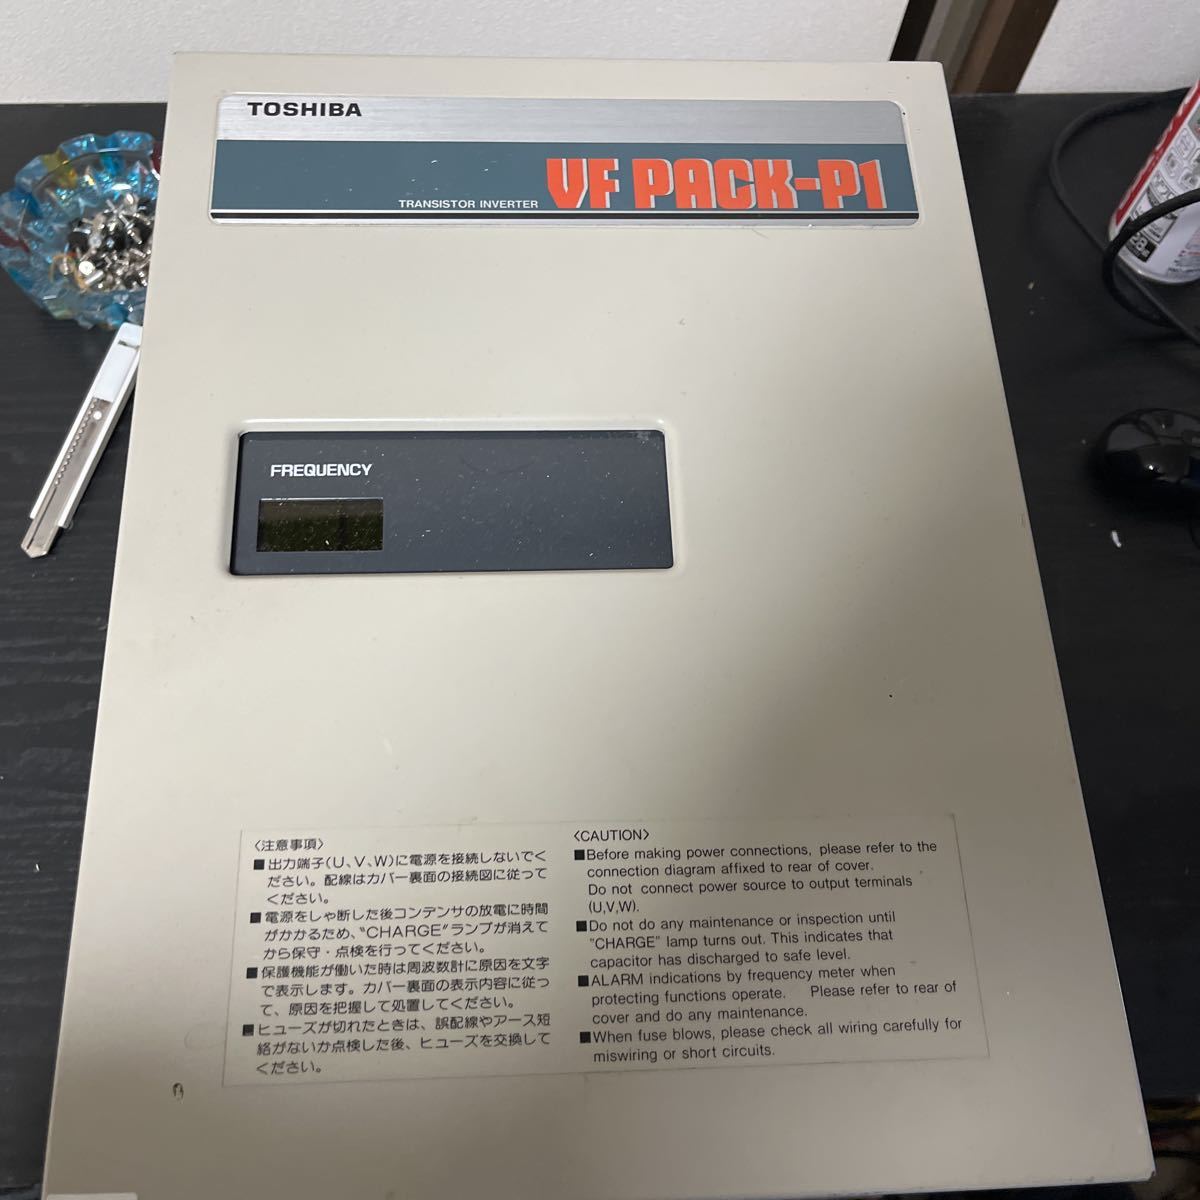 TOSHIBA
TRANSISTOR INVERTER VF PACK-P1
FREQUENCY
〈注意事項〉
■出力端子(U、V、W)に電源を接続しないでく
ださい。配線はカバー裏面の接続図に従って
ください。
■電源をしゃ断した後コンデンサの放電に時間
がかかるため、"CHARGE"ランプが消えて
から保守・点検を行ってください。
■保護機能が働いた時は周波数計に原因を文字
で表示します。カバー裏面の表示内容に従っ
て、原因を把握して処置してください。
■ヒューズが切れたときは、誤配線やアース短
絡がないか点検した後、ヒューズを交換して
ください。
〈CAUTION〉
■Before making power connections, please refer to the
connection diagram affixed to rear of cover.
Do not connect power source to output terminals
(U,V,W).
■Do not do any maintenance or inspection until
"CHARGE" lamp turns out. This indicates that
capacitor has discharged to safe level.
■ALARM indications by frequency meter when
protecting functions operate. Please refer to rear of
cover and do any maintenance.
■When fuse blows, please check all wiring carefully for
miswiring or short circuits.